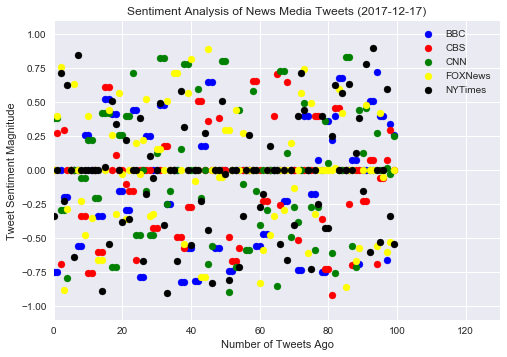 Sentiment Analysis of News Media Tweets (2017-12-17)
1.00
0.75
0.50
0.25
0.00
−0.25
−0.50
−0.75
−1.00
Tweet Sentiment Magnitude
BBC
CBS
CNN
FOXNews
NYTimes
0 20 40 60 80 100 120
Number of Tweets Ago